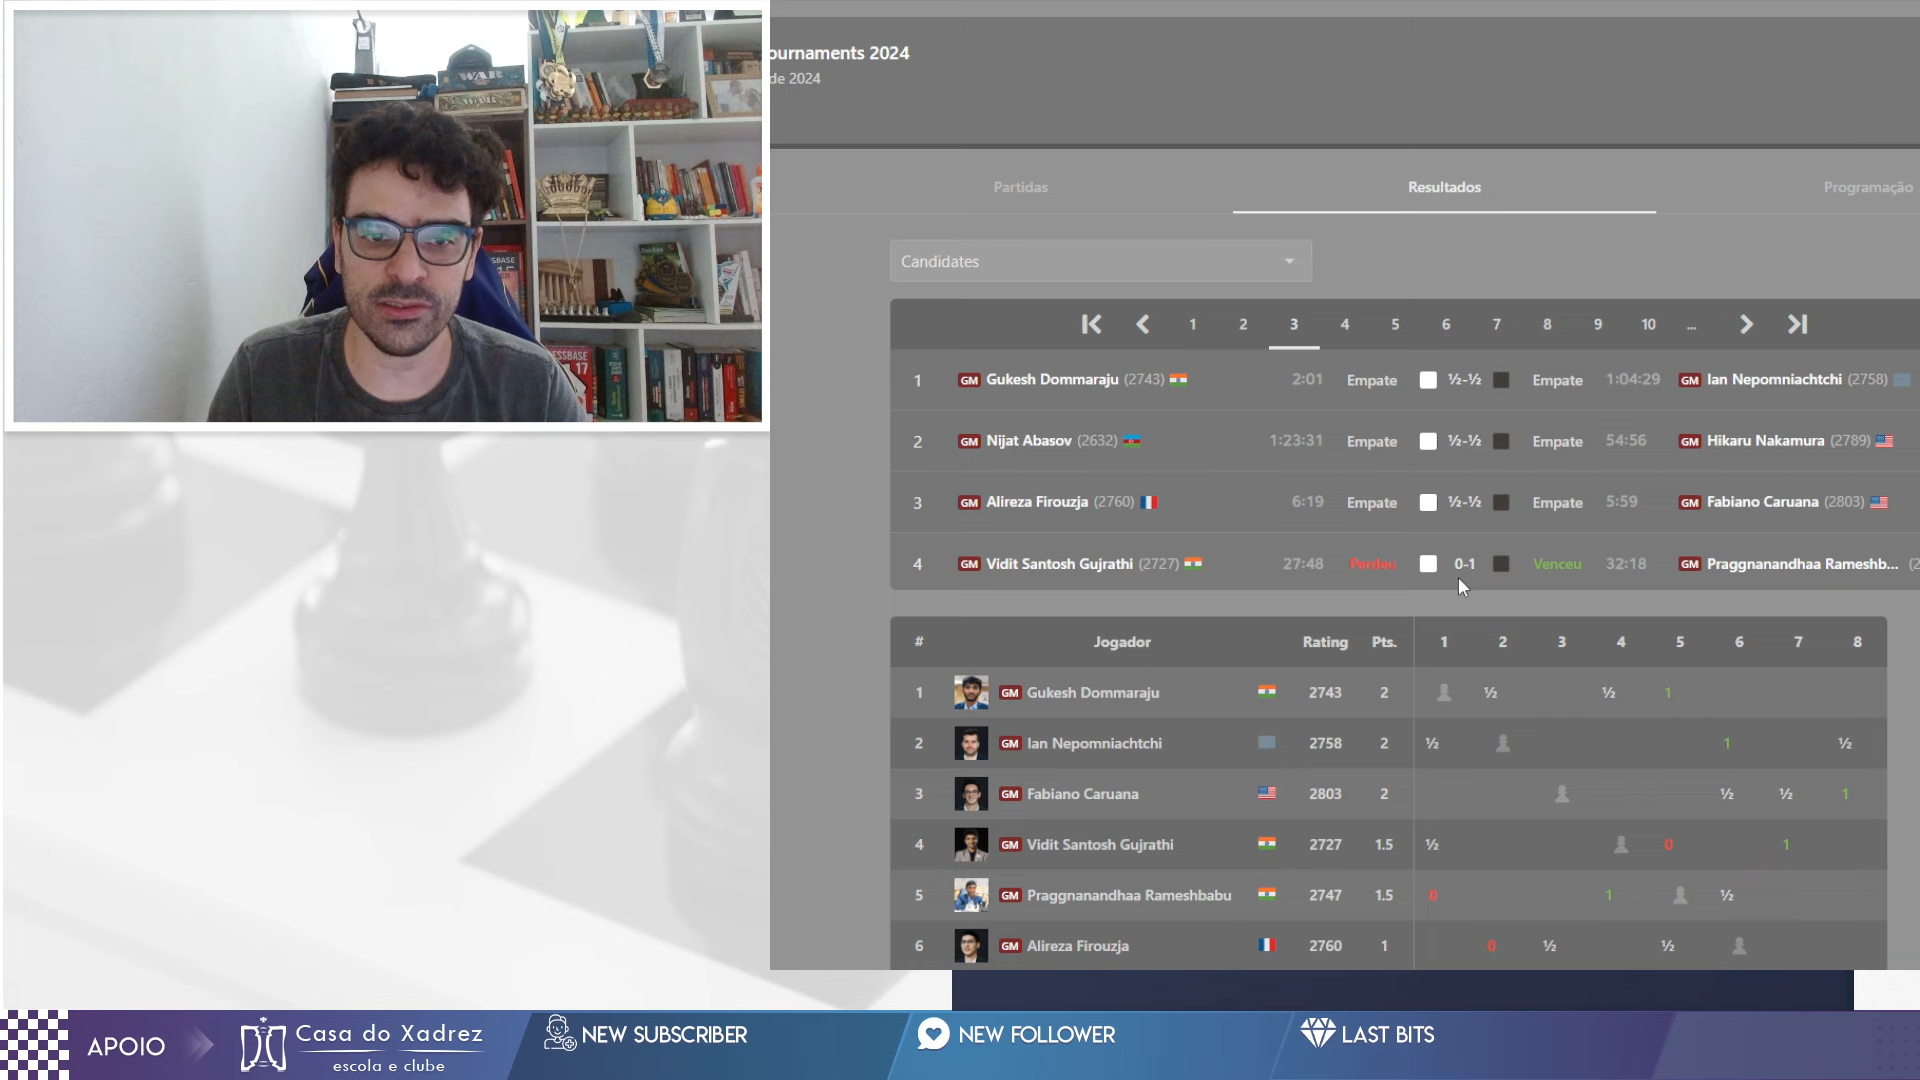 WAR
SSBASE
17
ournaments 2024
de 2024
Partidas
Resultados
Programação
Candidates
1 2 3 4 5 6 7 8 9 10 ...
1 GM Gukesh Dommaraju (2743) 2:01 Empate ½-½ Empate 1:04:29 GM Ian Nepomniachtchi (2758)
2 GM Nijat Abasov (2632) 1:23:31 Empate ½-½ Empate 54:56 GM Hikaru Nakamura (2789)
3 GM Alireza Firouzja (2760) 6:19 Empate ½-½ Empate 5:59 GM Fabiano Caruana (2803)
4 GM Vidit Santosh Gujrathi (2727) 27:48 Perdeu 0-1 Venceu 32:18 GM Praggnanandhaa Rameshb... (2
# Jogador Rating Pts. 1 2 3 4 5 6 7 8
1 GM Gukesh Dommaraju 2743 2 ½ ½ 1
2 GM Ian Nepomniachtchi 2758 2 ½ 1 ½
3 GM Fabiano Caruana 2803 2 ½ ½ 1
4 GM Vidit Santosh Gujrathi 2727 1.5 ½ 0 1
5 GM Praggnanandhaa Rameshbabu 2747 1.5 0 1 ½
6 GM Alireza Firouzja 2760 1 0 ½ ½
APOIO
Casa do Xadrez
escola e clube
NEW SUBSCRIBER
NEW FOLLOWER
LAST BITS